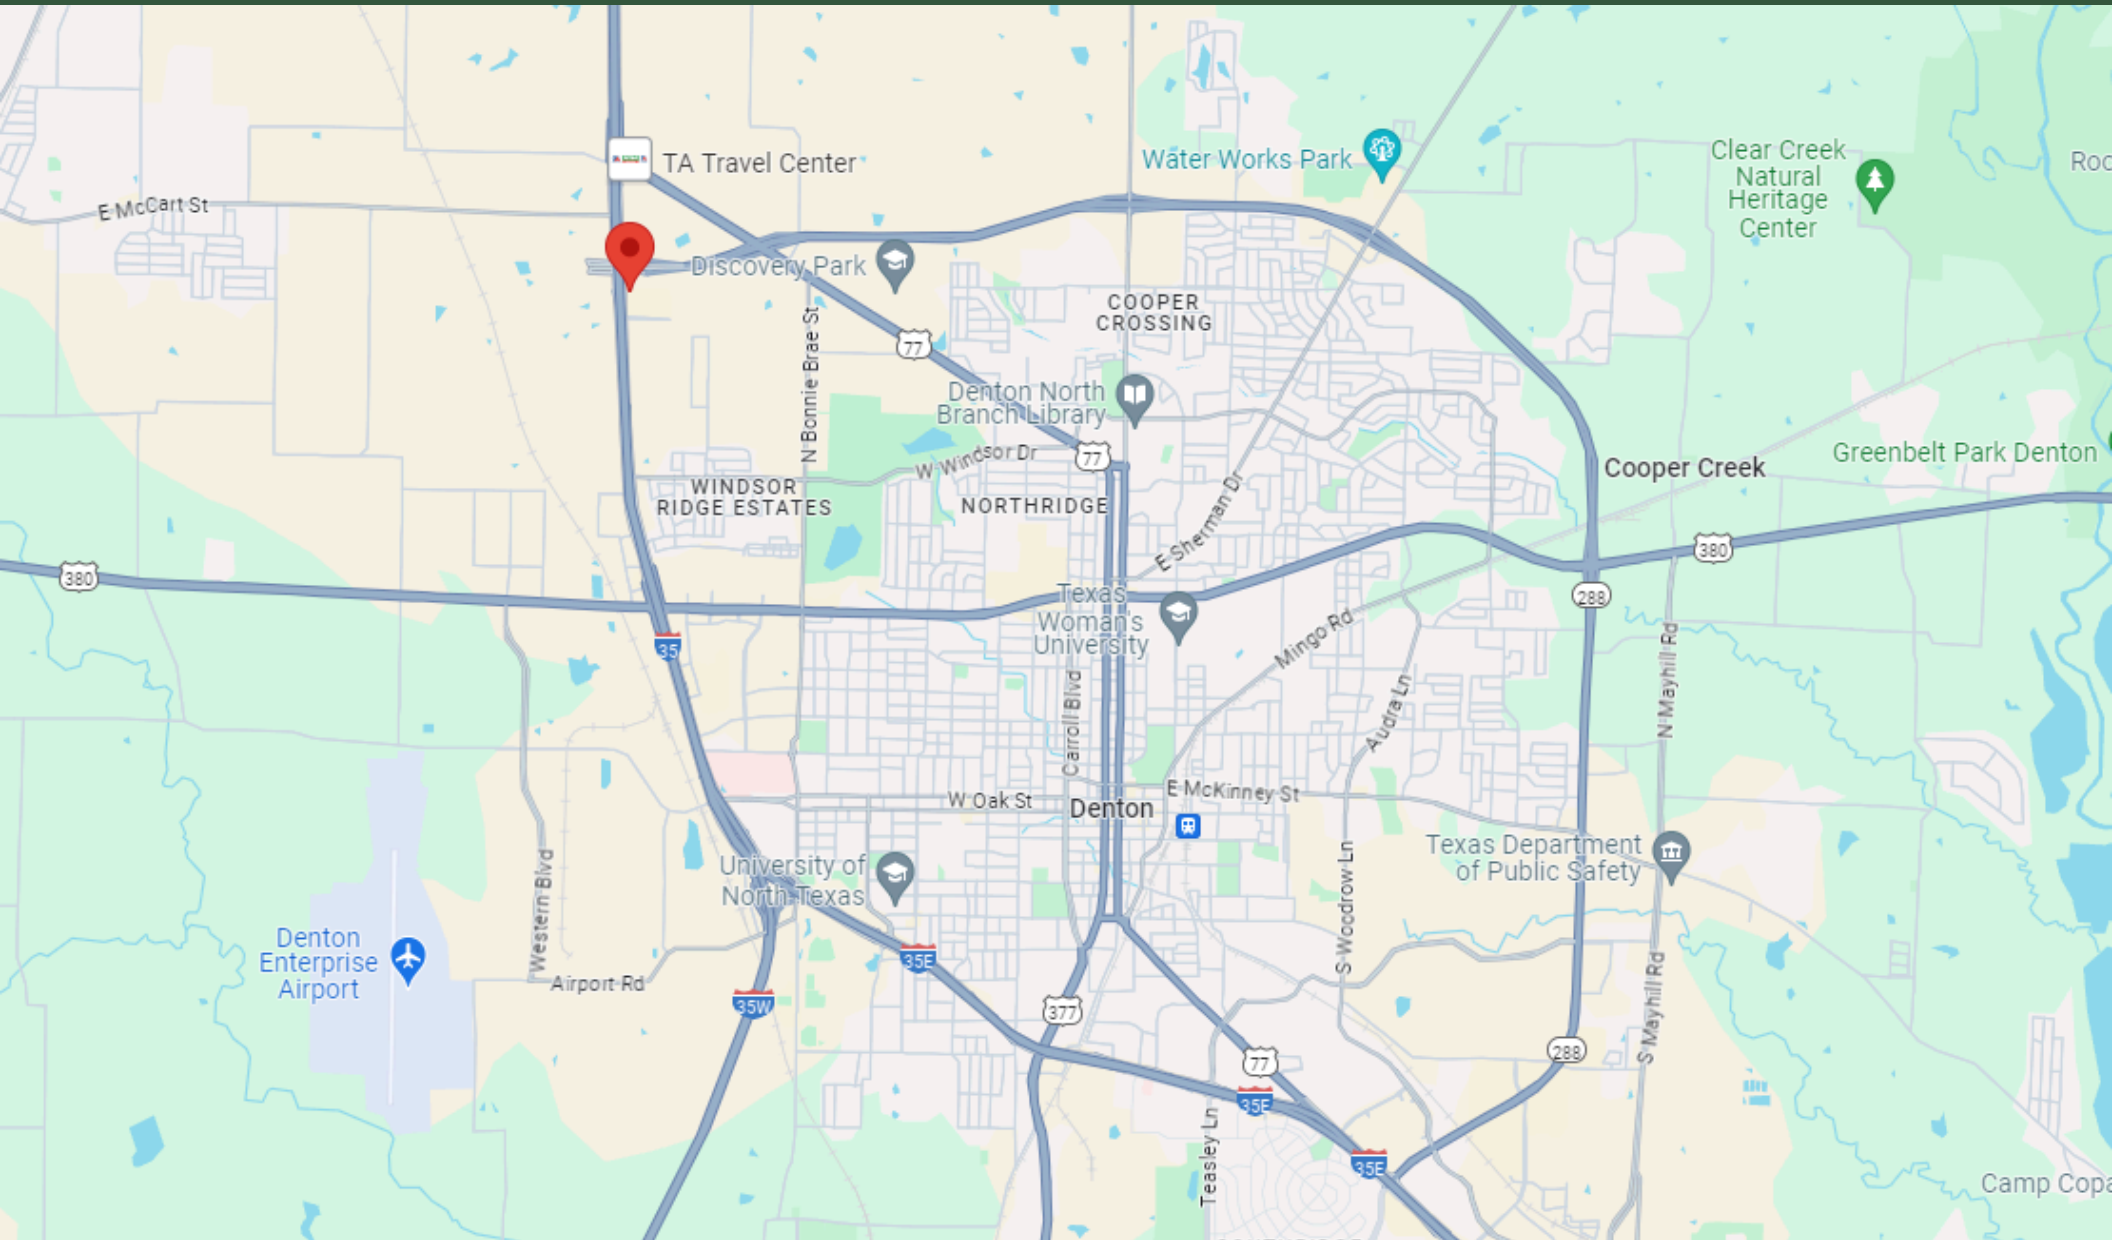 TA Travel Center
Water Works Park
Clear Creek
Natural
Heritage
Center
E McCart St
Discovery Park
COOPER
CROSSING
77
N Bonnie Brae St
Denton North
Branch Library
W Windsor Dr
77
Greenbelt Park Denton
Cooper Creek
WINDSOR
RIDGE ESTATES
NORTHRIDGE
E Sherman Dr
380
380
288
Texas
Woman's
University
Mingo Rd
35
N Mayhill Rd
Carroll Blvd
Audra Ln
W Oak St
E McKinney St
Denton
Texas Department
of Public Safety
University of
North Texas
Western Blvd
S Woodrow Ln
Denton
Enterprise
Airport
35E
Airport Rd
35W
377
S Mayhill Rd
77
288
35E
Teasley Ln
35E
Camp Copa
Roc